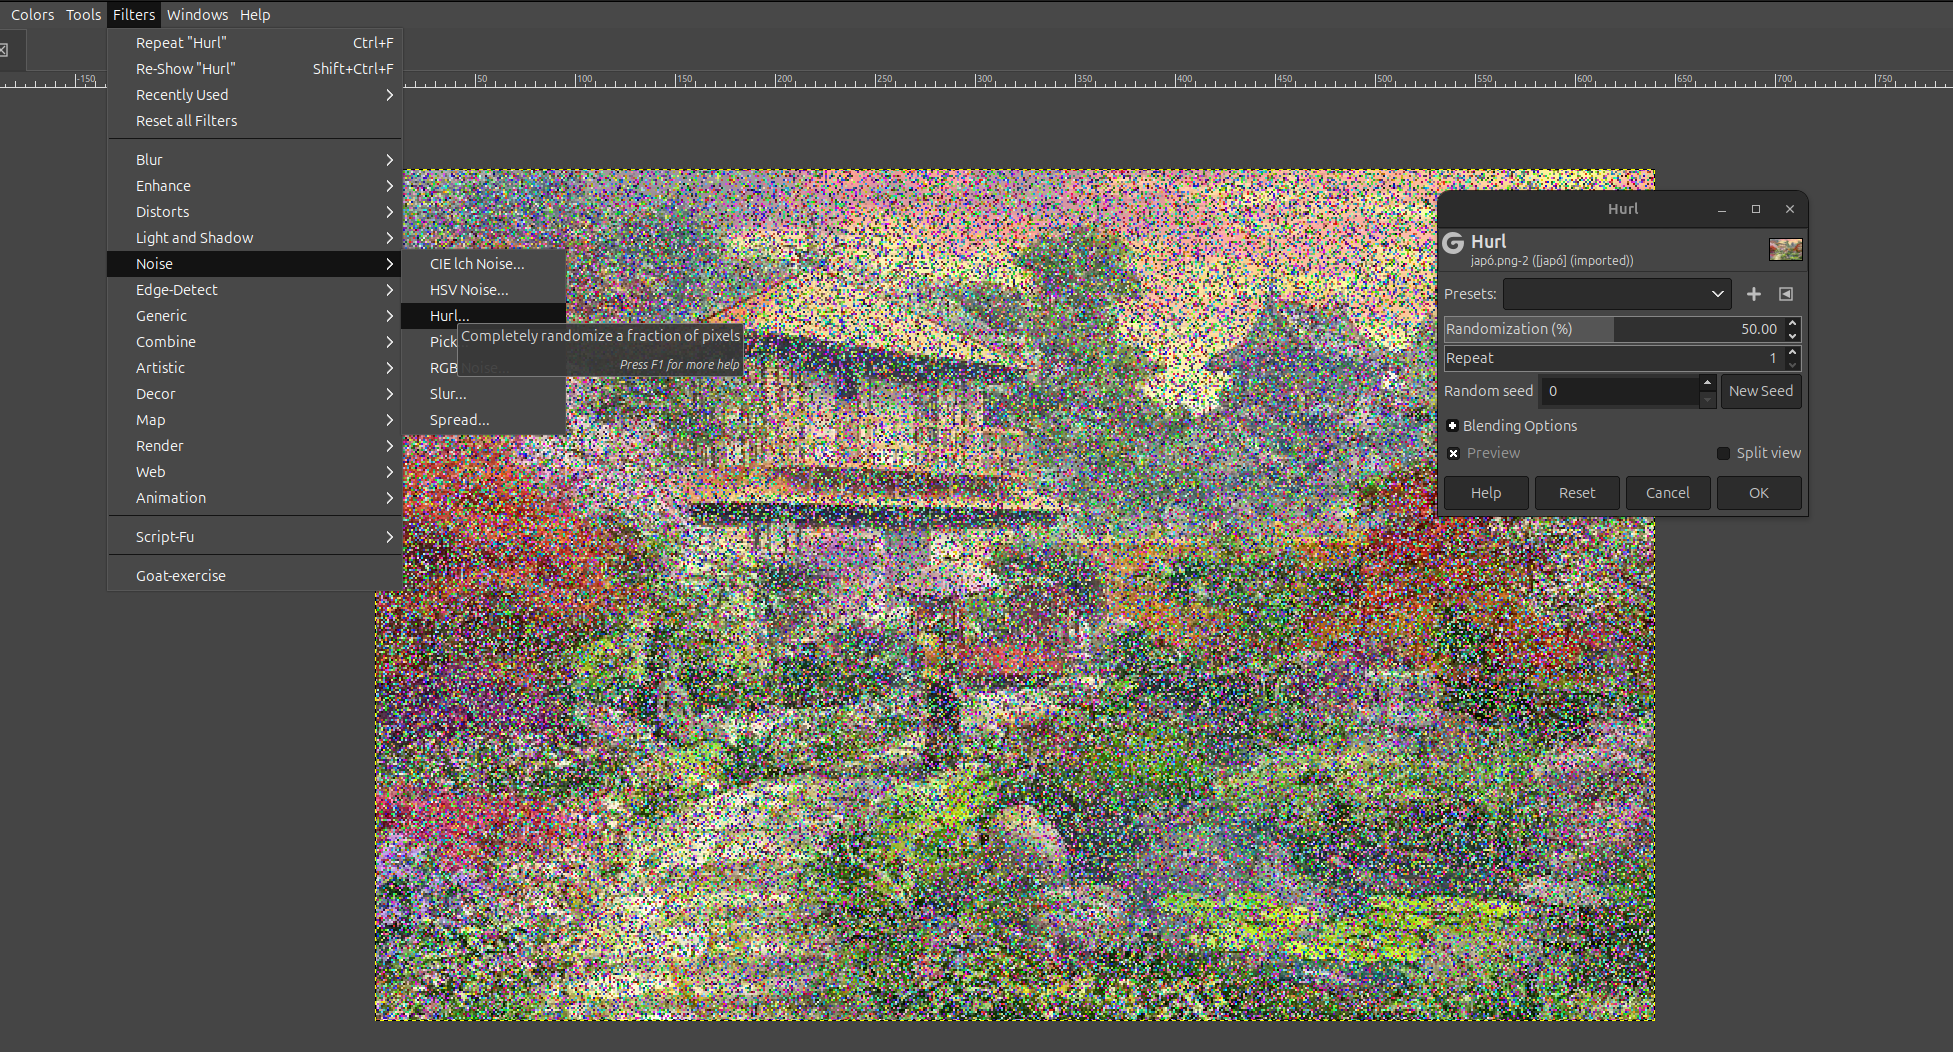 Colors Tools Filters Windows Help
-150 50 100 150 200 250 300 350 400 450 500 550 600 650 700 750
Repeat "Hurl" Ctrl+F
Re-Show "Hurl" Shift+Ctrl+F
Recently Used
Reset all Filters
Blur
Enhance
Distorts
Light and Shadow
Noise
Edge-Detect
Generic
Combine
Artistic
Decor
Map
Render
Web
Animation
Script-Fu
Goat-exercise
CIE lch Noise...
HSV Noise...
Hurl...
Pick
RGB Noise...
Slur...
Spread...
Completely randomize a fraction of pixels
Press F1 for more help
Hurl
Hurl
japó.png-2 ([japó] (imported))
Presets:
Randomization (%) 50.00
Repeat 1
Random seed 0 New Seed
Blending Options
Preview Split view
Help Reset Cancel OK